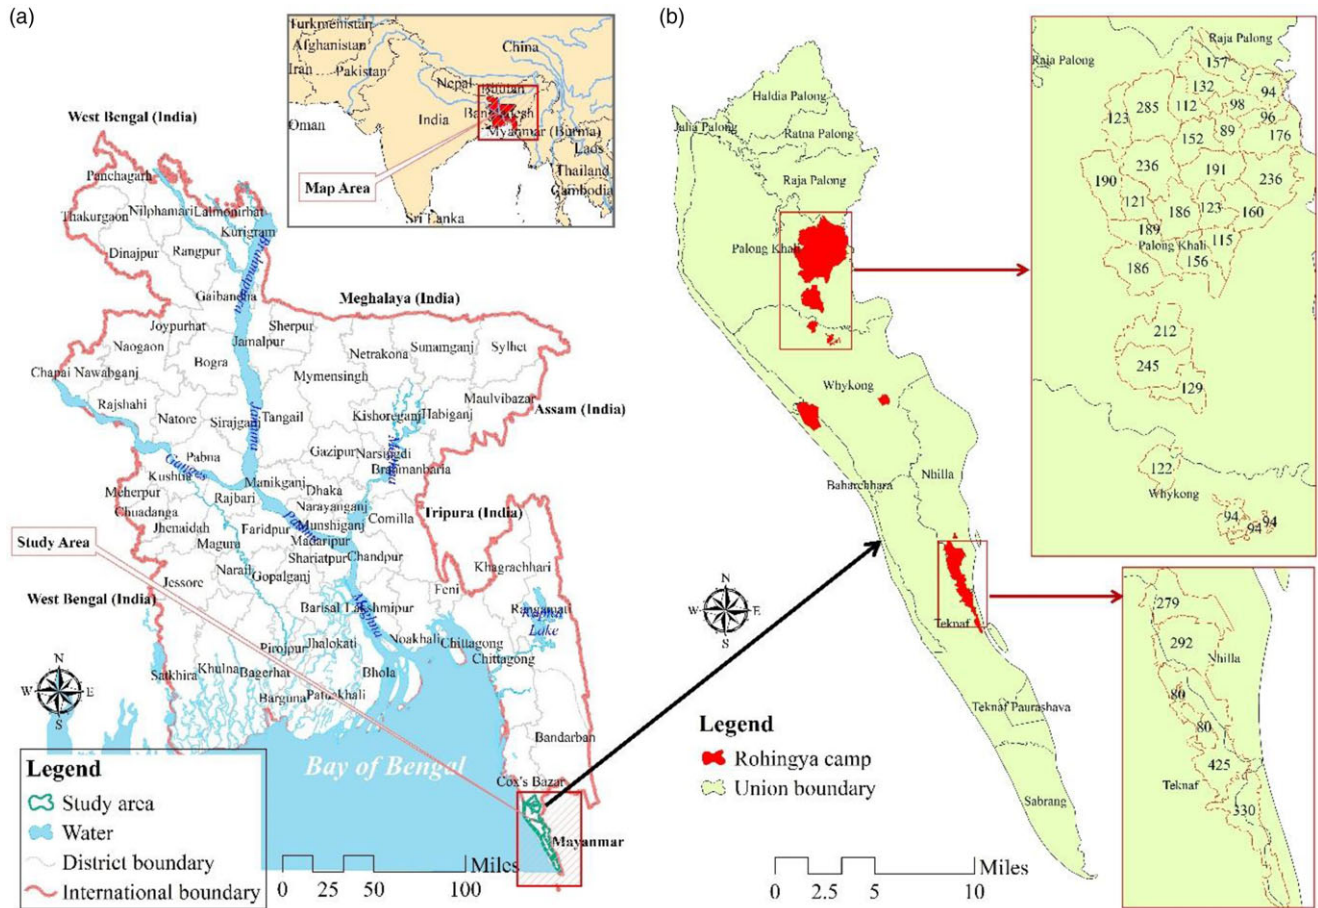 (a)
Turkmenistan
Afghanistan
China
Iran
Pakistan
Nepal
Bhutan
India
Bangladesh
Oman
Myanmar (Burma)
Laos
Thailand
Cambodia
Sri Lanka
Map Area
West Bengal (India)
Panchagarh
Thakurgaon
Nilphamari
Lalmonirhat
Kurigram
Dinajpur
Rangpur
Gaibandha
Meghalaya (India)
Joypurhat
Sherpur
Jamalpur
Naogaon
Bogra
Netrakona
Sunamganj
Sylhet
Chapai Nawabganj
Mymensingh
Maulvibazar
Rajshahi
Natore
Sirajganj
Tangail
Kishoreganj
Habiganj
Assam (India)
Jamuna
Gazipur
Narsingdi
Pabna
Ganges
Kushtia
Brahmanbaria
Meherpur
Manikganj
Dhaka
Chuadanga
Rajbari
Narayanganj
Jhenaidah
Faridpur
Munshiganj
Comilla
Tripura (India)
Study Area
Magura
Madaripur
Shariatpur
Chandpur
Khagrachhari
Jessore
Narail
Gopalganj
Feni
West Bengal (India)
Barisal
Lakshmipur
Meghna
Rangamati
Lake
Pirojpur
Jhalokati
Noakhali
Chittagong
Chittagong
Satkhira
Khulna
Bagerhat
Bhola
Barguna
Patuakhali
Bandarban
N
W
E
S
Bay of Bengal
Cox's Bazar
Mayanmar
Legend
Study area
Water
District boundary
International boundary
Miles
0 25 50 100
(b)
Haldia Palong
Jalia Palong
Ratna Palong
Raja Palong
Palong Khali
Whykong
Baharchhara
Nhilla
Teknaf
Teknaf Paurashava
Sabrang
N
W
E
S
Legend
Rohingya camp
Union boundary
Miles
0 2.5 5 10
Raja Palong
Raja Palong
157
132
94
285
112
98
96
123
152
89
176
236
191
190
236
121
186
123
160
189
115
Palong Khali
186
156
212
245
129
122
Whykong
94
94
94
279
292
Nhilla
80
80
425
Teknaf
330